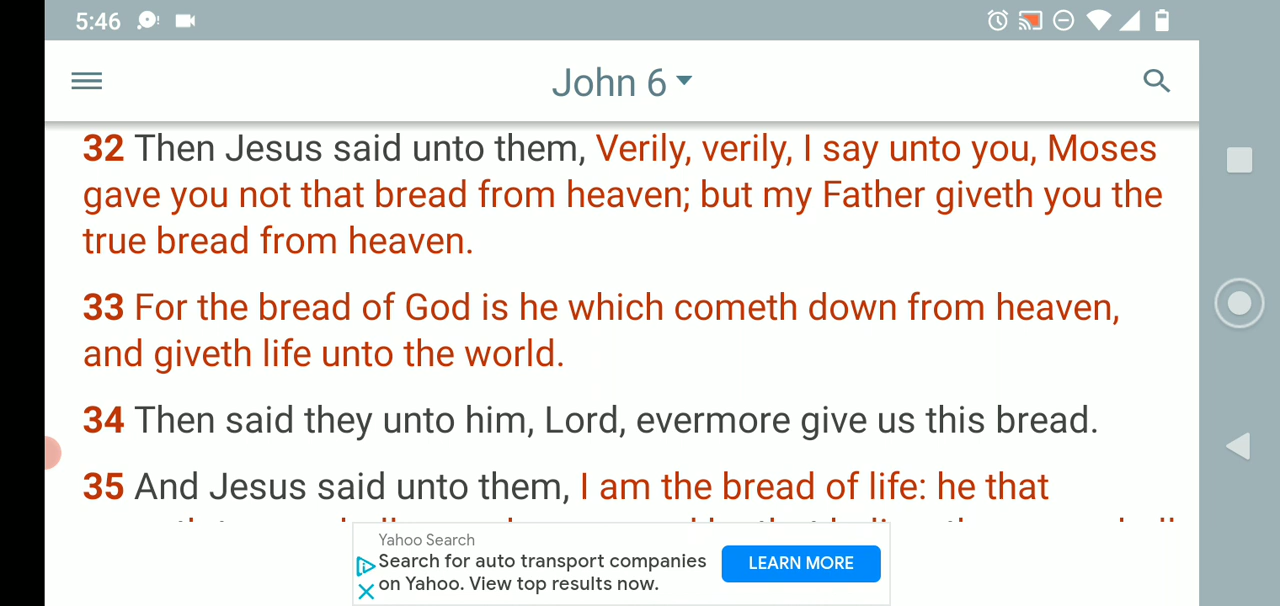 5:46
John 6
32 Then Jesus said unto them, Verily, verily, I say unto you, Moses
gave you not that bread from heaven; but my Father giveth you the
true bread from heaven.
33 For the bread of God is he which cometh down from heaven,
and giveth life unto the world.
34 Then said they unto him, Lord, evermore give us this bread.
35 And Jesus said unto them, I am the bread of life: he that
Yahoo Search
Search for auto transport companies
on Yahoo. View top results now.
LEARN MORE